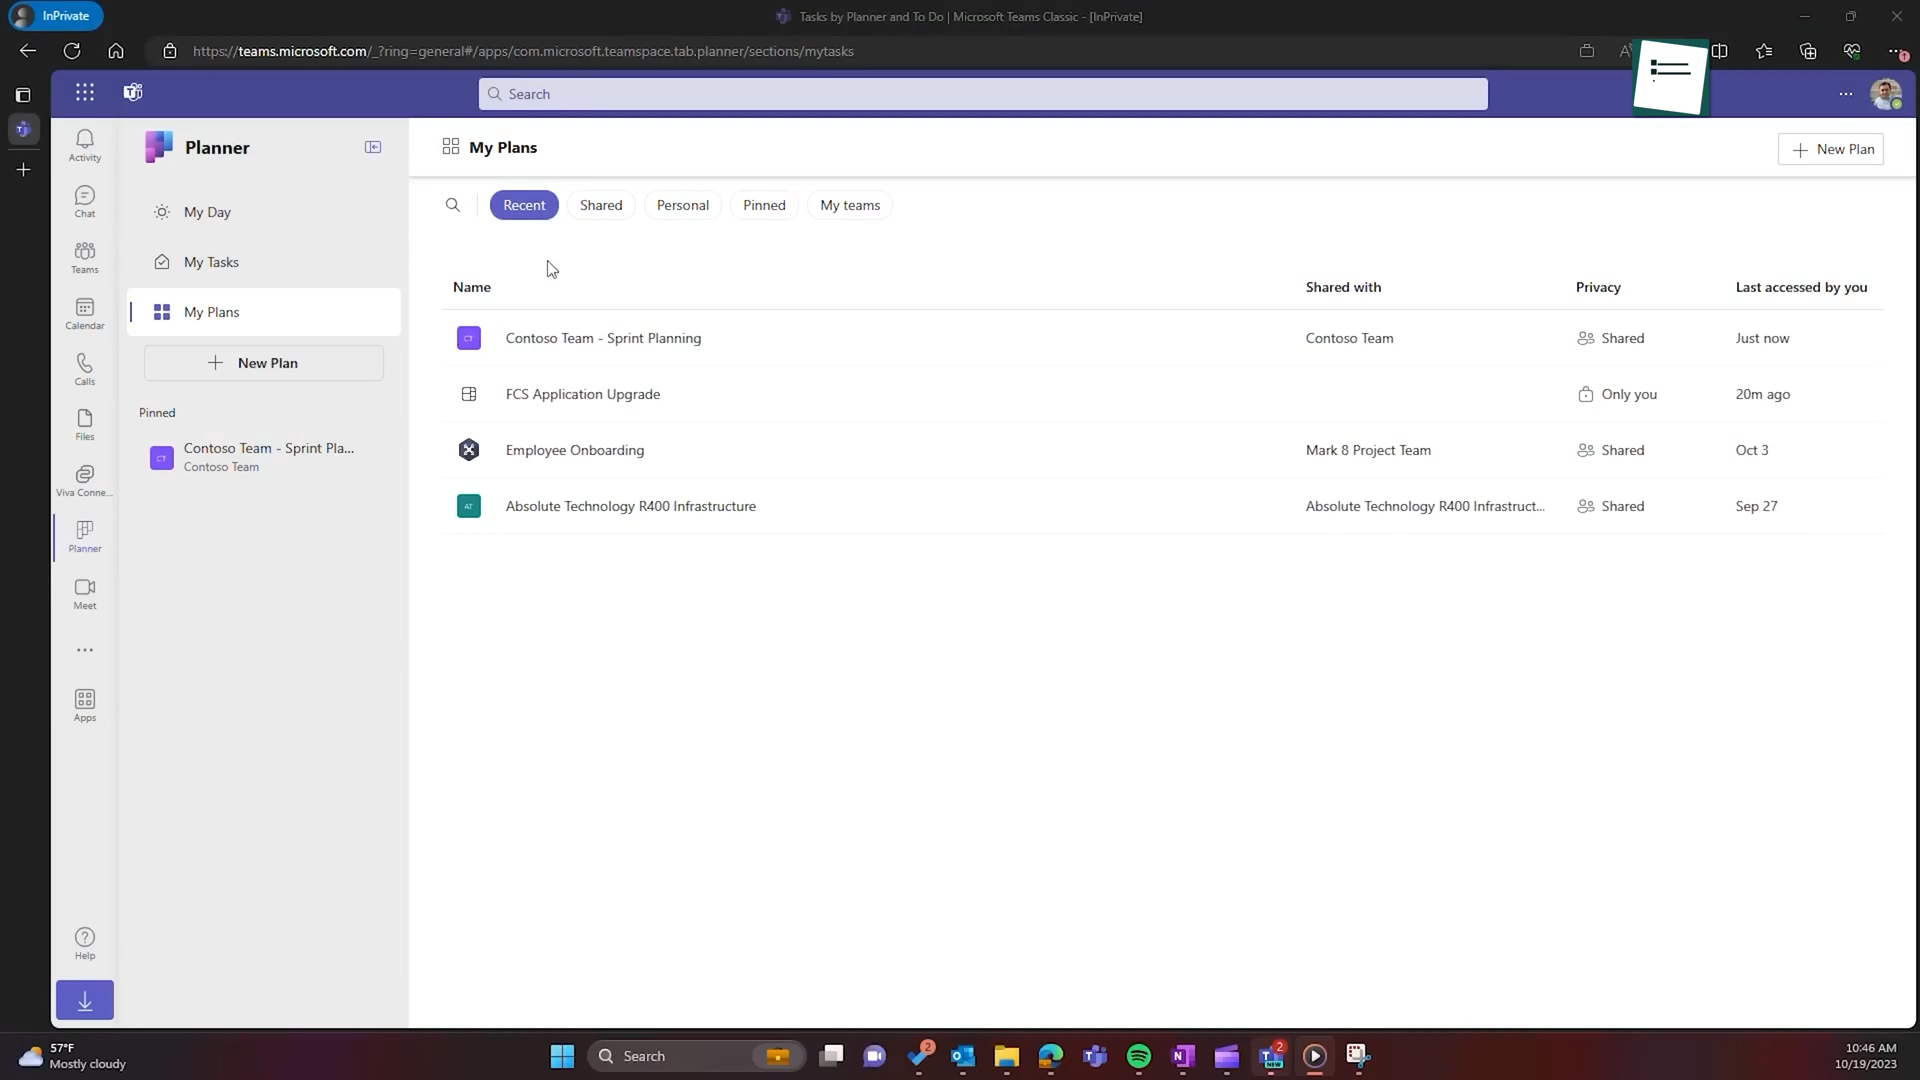 InPrivate
Tasks by Planner and To Do | Microsoft Teams Classic - [InPrivate]
https://teams.microsoft.com/_?ring=general#/apps/com.microsoft.teamspace.tab.planner/sections/mytasks
Search
Activity
Chat
Teams
Calendar
Calls
Files
Viva Conne...
Planner
Meet
Apps
Help
Planner
My Day
My Tasks
My Plans
New Plan
Pinned
CT
Contoso Team - Sprint Pla...
Contoso Team
My Plans
New Plan
Recent Shared Personal Pinned My teams
Name Shared with Privacy Last accessed by you
CT Contoso Team - Sprint Planning Contoso Team Shared Just now
FCS Application Upgrade Only you 20m ago
Employee Onboarding Mark 8 Project Team Shared Oct 3
AT Absolute Technology R400 Infrastructure Absolute Technology R400 Infrastruct... Shared Sep 27
57°F
Mostly cloudy
Search
2
2
NEW
10:46 AM
10/19/2023